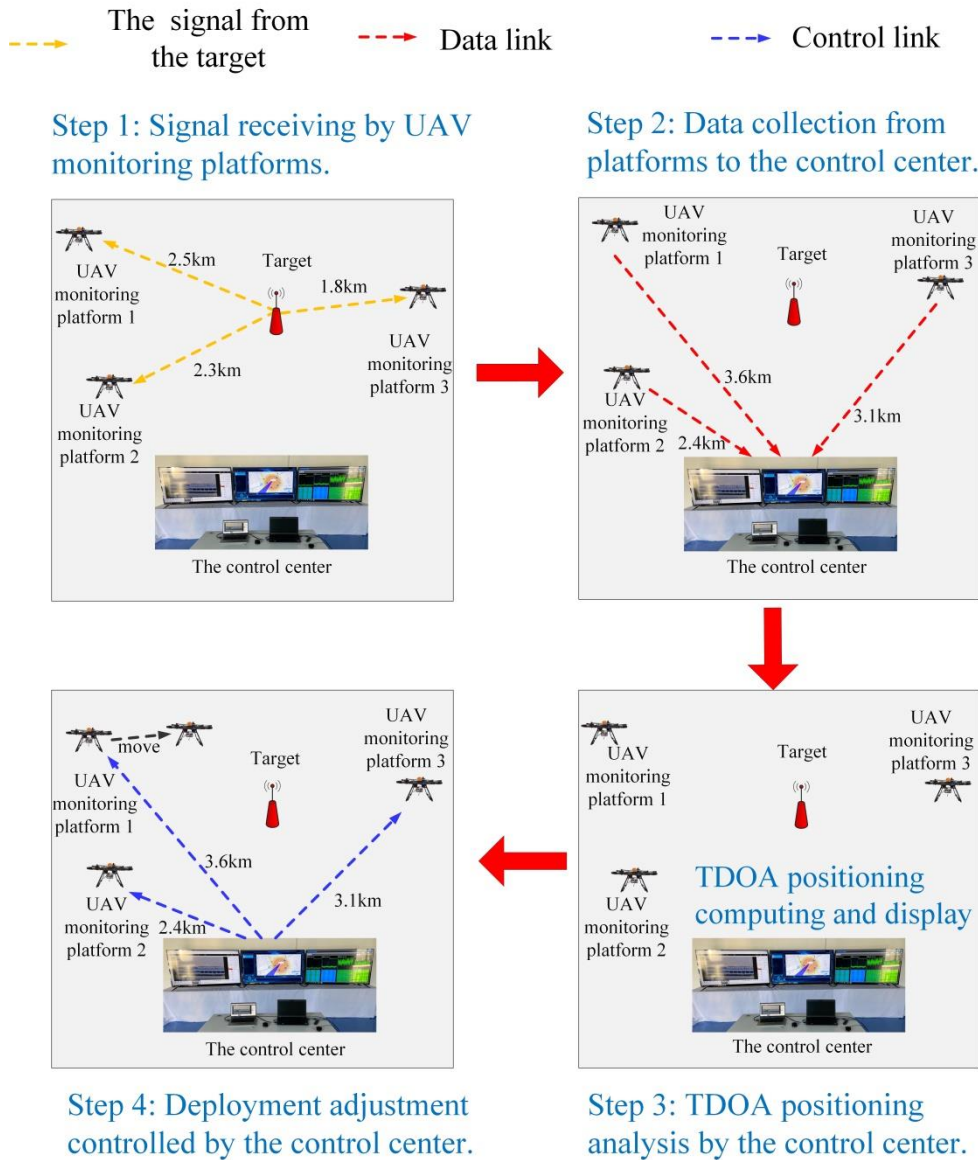 The signal from
the target
Data link
Control link
Step 1: Signal receiving by UAV
monitoring platforms.
UAV
monitoring
platform 1
2.5km
Target
1.8km
UAV
monitoring
platform 3
2.3km
UAV
monitoring
platform 2
The control center
Step 2: Data collection from
platforms to the control center.
UAV
monitoring
platform 1
Target
UAV
monitoring
platform 3
3.6km
3.1km
UAV
monitoring
platform 2
2.4km
The control center
UAV
monitoring
platform 1
Target
UAV
monitoring
platform 3
UAV
monitoring
platform 2
TDOA positioning
computing and display
The control center
Step 3: TDOA positioning
analysis by the control center.
move
UAV
monitoring
platform 1
Target
UAV
monitoring
platform 3
3.6km
3.1km
UAV
monitoring
platform 2
2.4km
The control center
Step 4: Deployment adjustment
controlled by the control center.